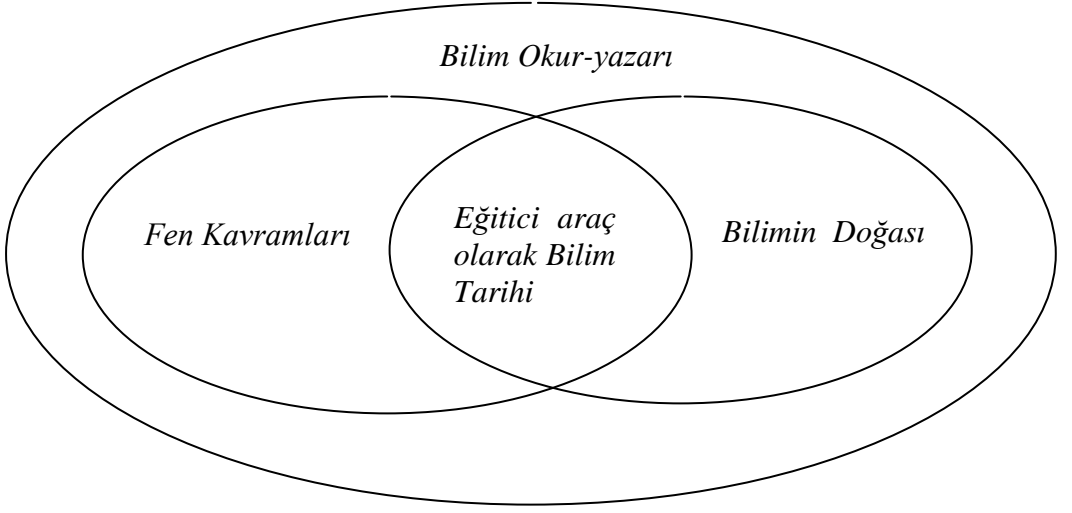 Bilim Okur-yazarı
Fen Kavramları
Eğitici araç
olarak Bilim
Tarihi
Bilimin Doğası